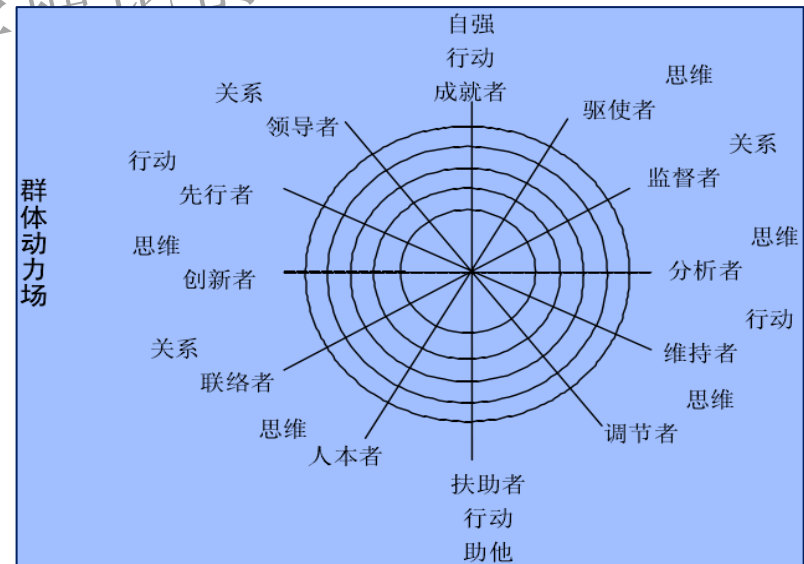 自强
行动
成就者
思维
驱使者
关系
监督者
思维
分析者
行动
维持者
思维
调节者
扶助者
行动
助他
思维
人本者
关系
联络者
思维
创新者
行动
先行者
关系
领导者
群体动力场